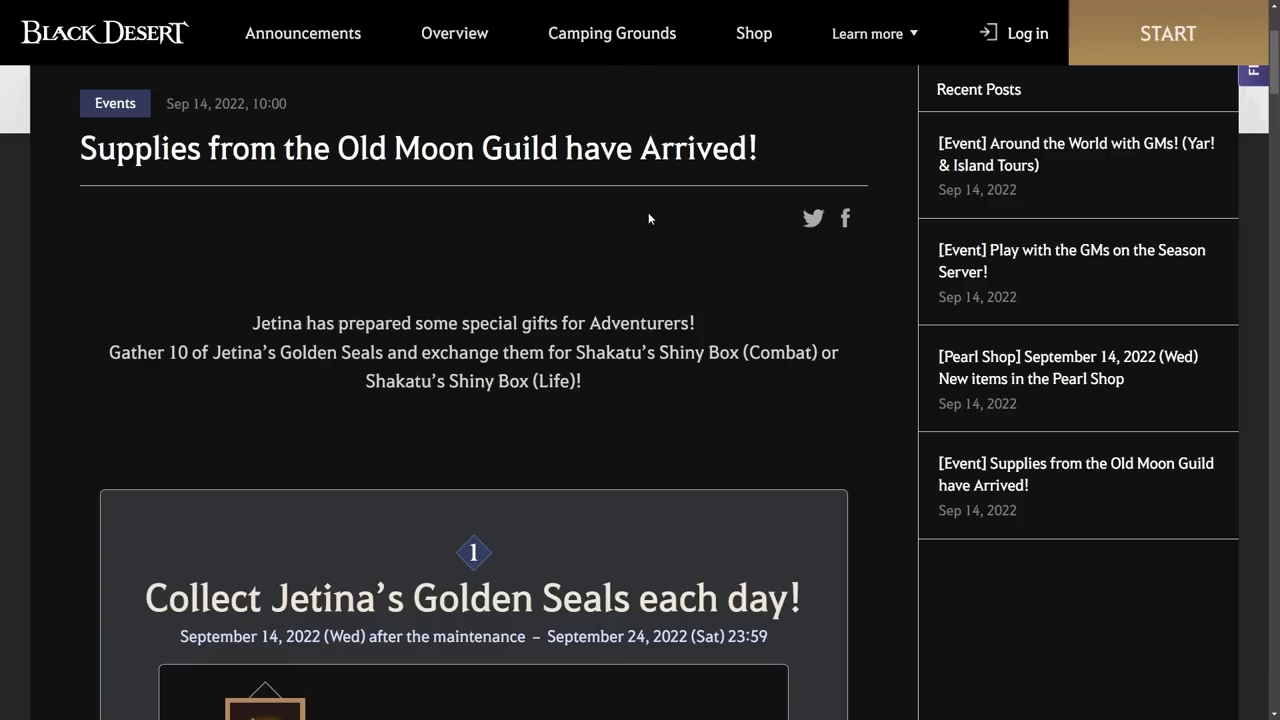 BLACK DESERT
Announcements
Overview
Camping Grounds
Shop
Learn more
Log in
START
Events
Sep 14, 2022, 10:00
Supplies from the Old Moon Guild have Arrived!
Jetina has prepared some special gifts for Adventurers!
Gather 10 of Jetina’s Golden Seals and exchange them for Shakatu’s Shiny Box (Combat) or
Shakatu’s Shiny Box (Life)!
1
Collect Jetina’s Golden Seals each day!
September 14, 2022 (Wed) after the maintenance – September 24, 2022 (Sat) 23:59
Recent Posts
[Event] Around the World with GMs! (Yar!
& Island Tours)
Sep 14, 2022
[Event] Play with the GMs on the Season
Server!
Sep 14, 2022
[Pearl Shop] September 14, 2022 (Wed)
New items in the Pearl Shop
Sep 14, 2022
[Event] Supplies from the Old Moon Guild
have Arrived!
Sep 14, 2022